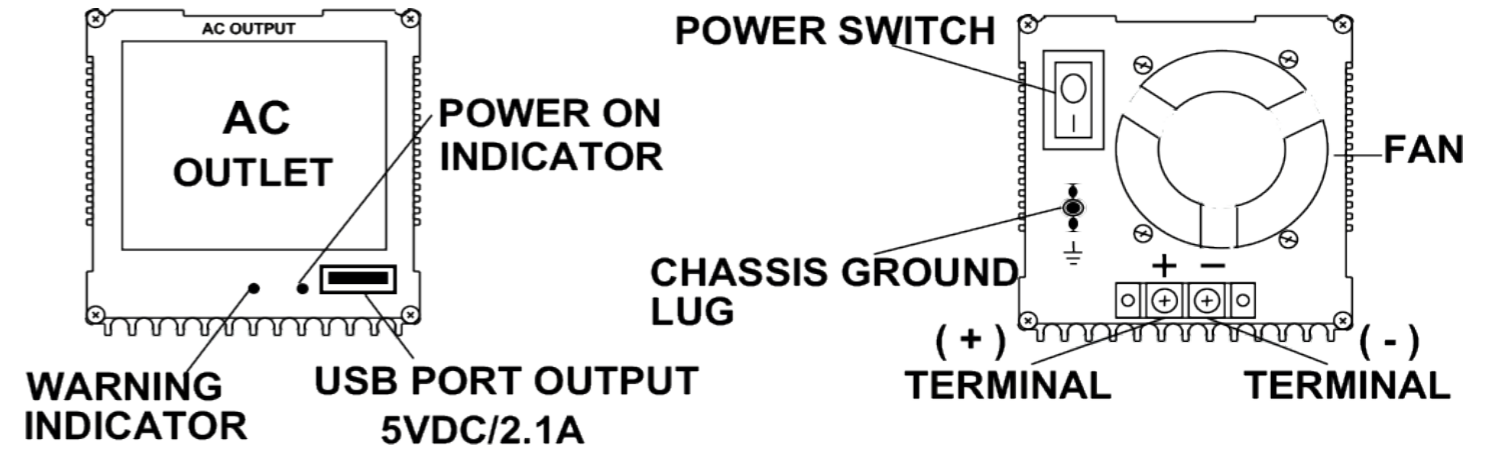 AC OUTPUT
AC
OUTLET
POWER ON
INDICATOR
WARNING
INDICATOR
USB PORT OUTPUT
5VDC/2.1A
POWER SWITCH
FAN
CHASSIS GROUND
LUG
+ −
( + )
TERMINAL
( - )
TERMINAL